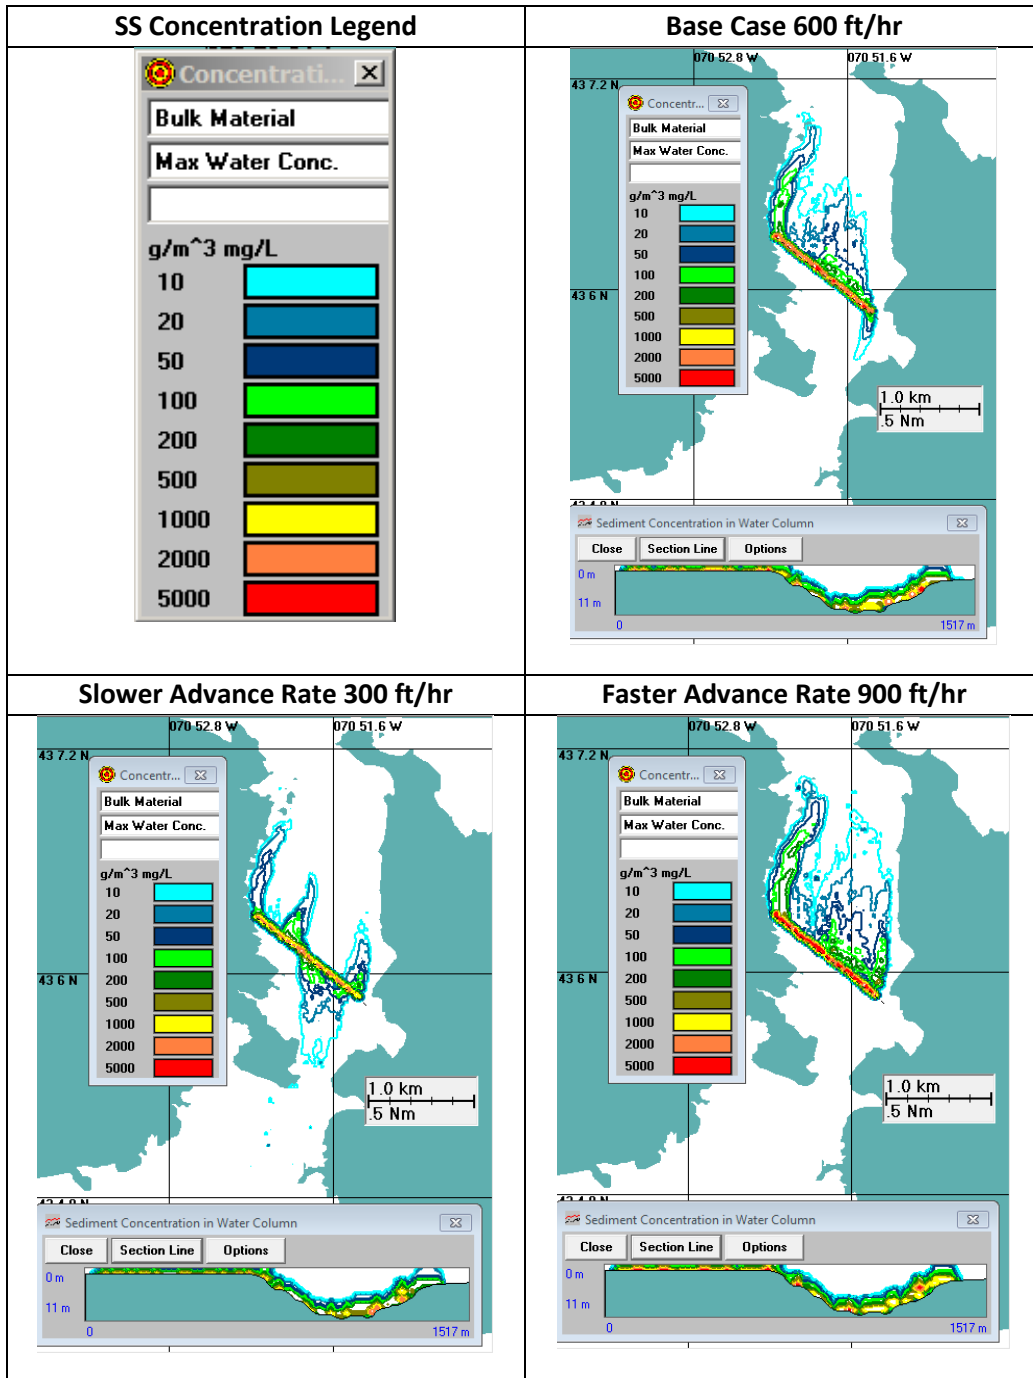 SS Concentration Legend
Concentrati...
Bulk Material
Max Water Conc.
g/m^3 mg/L
10
20
50
100
200
500
1000
2000
5000
Base Case 600 ft/hr
070 52.8 W
070 51.6 W
43 7.2 N
Concentr...
Bulk Material
Max Water Conc.
g/m^3 mg/L
10
20
50
100
200
500
1000
2000
5000
43 6 N
1.0 km
.5 Nm
Sediment Concentration in Water Column
Close Section Line Options
0 m
11 m
0 1517 m
Slower Advance Rate 300 ft/hr
070 52.8 W
070 51.6 W
43 7.2 N
Concentr...
Bulk Material
Max Water Conc.
g/m^3 mg/L
10
20
50
100
200
500
1000
2000
5000
43 6 N
1.0 km
.5 Nm
Sediment Concentration in Water Column
Close Section Line Options
0 m
11 m
0 1517 m
Faster Advance Rate 900 ft/hr
070 52.8 W
070 51.6 W
43 7.2 N
Concentr...
Bulk Material
Max Water Conc.
g/m^3 mg/L
10
20
50
100
200
500
1000
2000
5000
43 6 N
1.0 km
.5 Nm
Sediment Concentration in Water Column
Close Section Line Options
0 m
11 m
0 1517 m